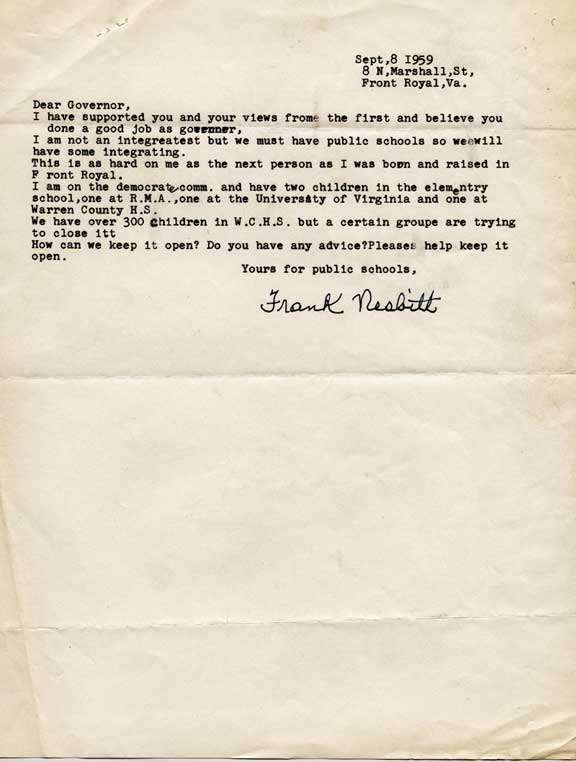 Sept,8 1959
8 N,Marshall,St,
Front Royal,Va.
Dear Governor,
I have supported you and your views frome the first and believe you
done a good job as governer,
I am not an integreatest but we must have public schools so weewill
have some integrating.
This is as hard on me as the next person as I was born and raised in
F ront Royal.
I am on the democrate comm. and have two children in the elementry
school,one at R.M.A.,one at the University of Virginia and one at
Warren County H.S.
We have over 300 children in W.C.H.S. but a certain groupe are trying
to close itt
How can we keep it open? Do you have any advice?Pleases help keep it
open.
Yours for public schools,
Frank Nesbitt